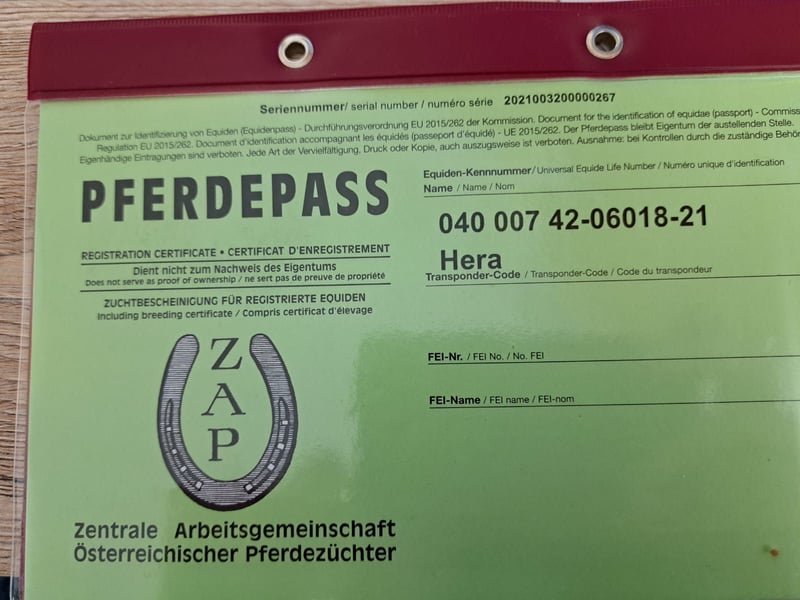 Seriennummer/ serial number / numéro série 2021003200000267
Dokument zur Identifizierung von Equiden (Equidenpass) - Durchführungsverordnung EU 2015/262 der Kommission. Document for the identification of equidae (passport) - Commiss
Regulation EU 2015/262. Document d'identification accompagnant les équidés (passeport d'équidé) - UE 2015/262. Der Pferdepass bleibt Eigentum der austellenden Stelle.
Eigenhändige Eintragungen sind verboten. Jede Art der Vervielfältigung, Druck oder Kopie, auch auszugsweise ist verboten. Ausnahme: bei Kontrollen durch die zuständige Behör
PFERDEPASS
REGISTRATION CERTIFICATE • CERTIFICAT D'ENREGISTREMENT
Dient nicht zum Nachweis des Eigentums
Does not serve as proof of ownership / ne sert pas de preuve de propriété
ZUCHTBESCHEINIGUNG FÜR REGISTRIERTE EQUIDEN
Including breeding certificate / Compris certificat d'élevage
Z
A
P
Zentrale Arbeitsgemeinschaft
Österreichischer Pferdezüchter
Equiden-Kennnummer/ Universal Equide Life Number / Numéro unique d'identification
Name / Name / Nom
040 007 42-06018-21
Hera
Transponder-Code / Transponder-Code / Code du transpondeur
FEI-Nr. / FEI No. / No. FEI
FEI-Name / FEI name / FEI-nom